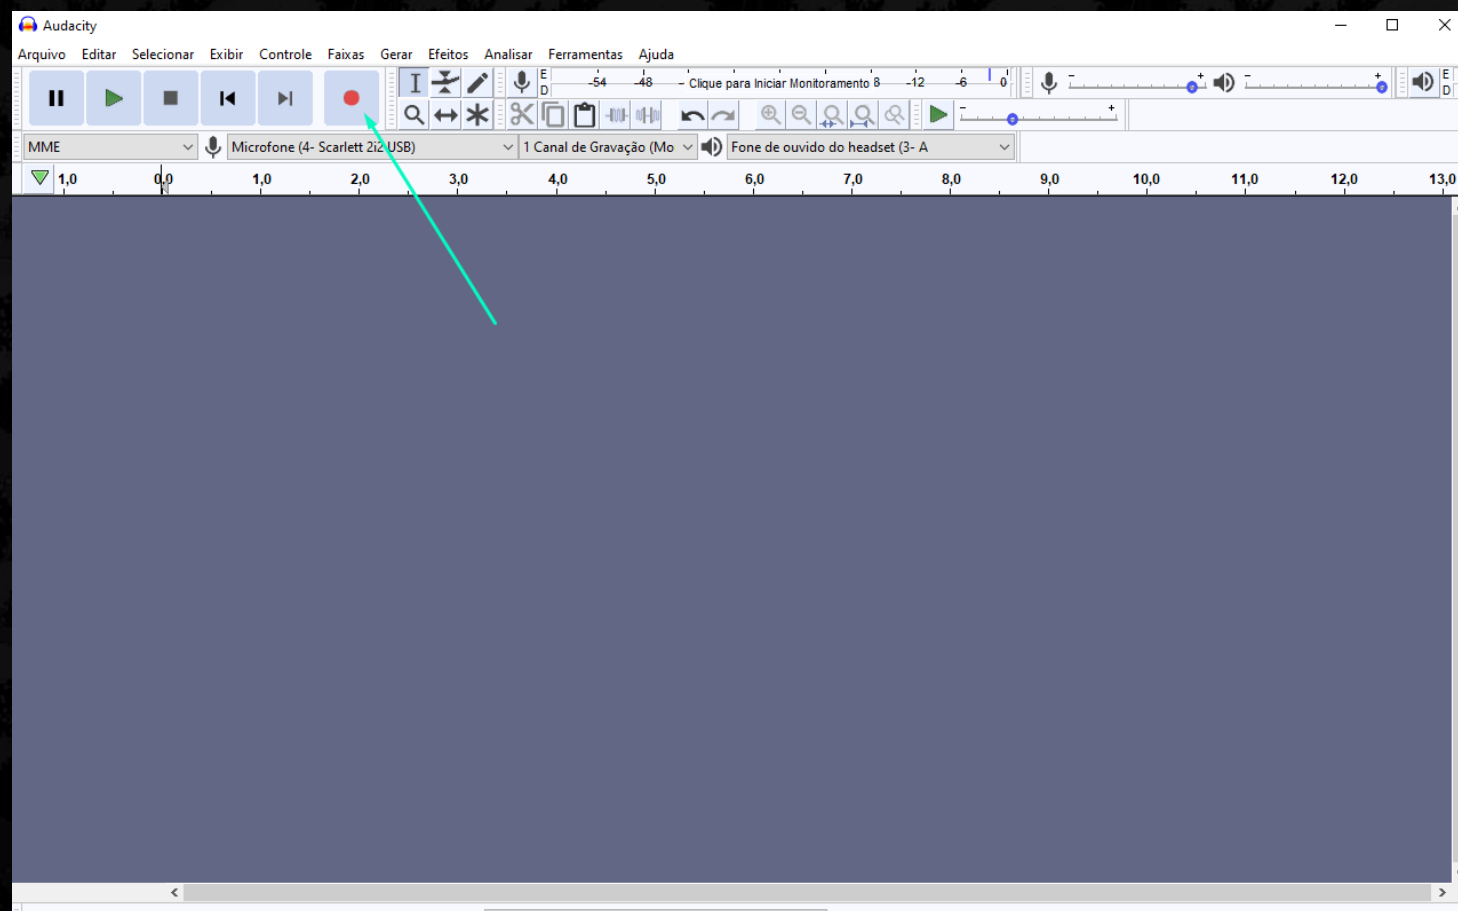 Audacity
Arquivo Editar Selecionar Exibir Controle Faixas Gerar Efeitos Analisar Ferramentas Ajuda
E D -54 -48 - Clique para Iniciar Monitoramento 8 -12 -6 0 - + - + E D
- +
MME Microfone (4- Scarlett 2i2 USB) 1 Canal de Gravação (Mo Fone de ouvido do headset (3- A
1,0 0,0 1,0 2,0 3,0 4,0 5,0 6,0 7,0 8,0 9,0 10,0 11,0 12,0 13,0